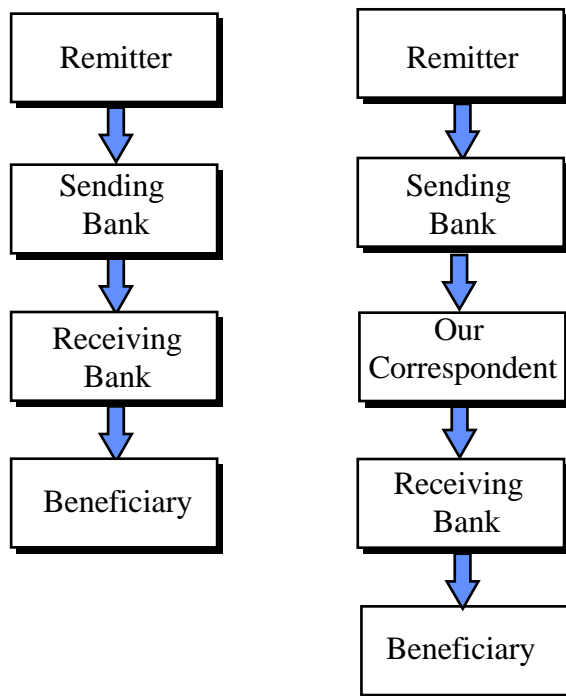 Remitter
Sending
Bank
Receiving
Bank
Beneficiary
Remitter
Sending
Bank
Our
Correspondent
Receiving
Bank
Beneficiary